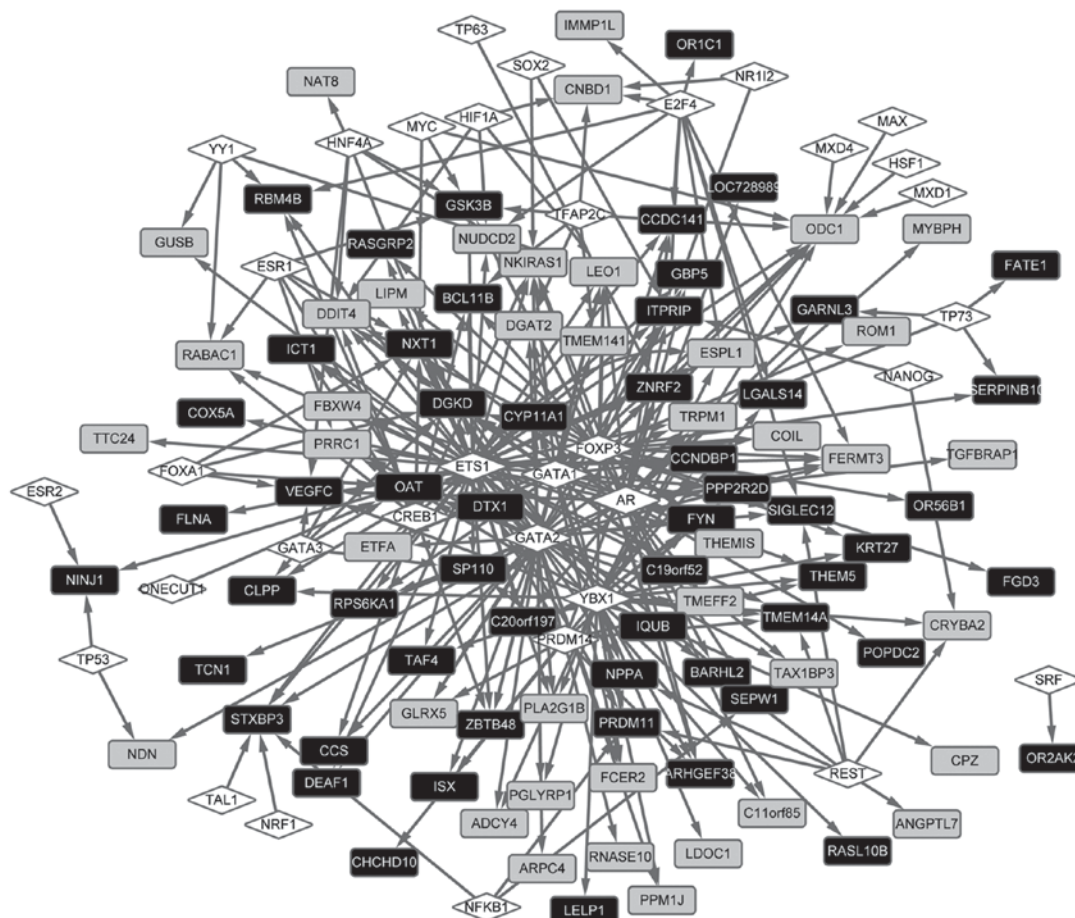 TP63
IMMP1L
OR1C1
SOX2
NR1I2
NAT8
CNBD1
E2F4
HIF1A
MYC
MAX
HNF4A
YY1
MXD4
HSF1
LOC728989
MXD1
RBM4B
GSK3B
TFAP2C
CCDC141
ODC1
MYBPH
GUSB
RASGRP2
NUDCD2
NKIRAS1
LEO1
GBP5
FATE1
ESR1
LIPM
BCL11B
DDIT4
ITPRIP
GARNL3
TP73
ROM1
DGAT2
TMEM141
ESPL1
RABAC1
ICT1
NXT1
NANOG
ZNRF2
LGALS14
SERPINB10
COX5A
FBXW4
DGKD
CYP11A1
TRPM1
TTC24
PRRC1
FOXP3
COIL
CCNDBP1
FERMT3
TGFBRAP1
FOXA1
ETS1
GATA1
ESR2
VEGFC
OAT
PPP2R2D
AR
DTX1
OR56B1
SIGLEC12
FLNA
CREB1
FYN
GATA2
THEMIS
KRT27
GATA3
ETFA
NINJ1
ONECUT1
CLPP
SP110
C19orf52
THEM5
FGD3
RPS6KA1
YBX1
TMEFF2
TMEM14A
C20orf197
IQUB
CRYBA2
PRDM14
TP53
TCN1
TAF4
NPPA
BARHL2
TAX1BP3
POPDC2
SRF
STXBP3
GLRX5
PLA2G1B
SEPW1
ZBTB48
PRDM11
NDN
CCS
OR2AK2
DEAF1
ISX
FCER2
ARHGEF38
REST
CPZ
TAL1
PGLYRP1
C11orf85
NRF1
ADCY4
ANGPTL7
CHCHD10
ARPC4
RNASE10
LDOC1
RASL10B
NFKB1
LELP1
PPM1J